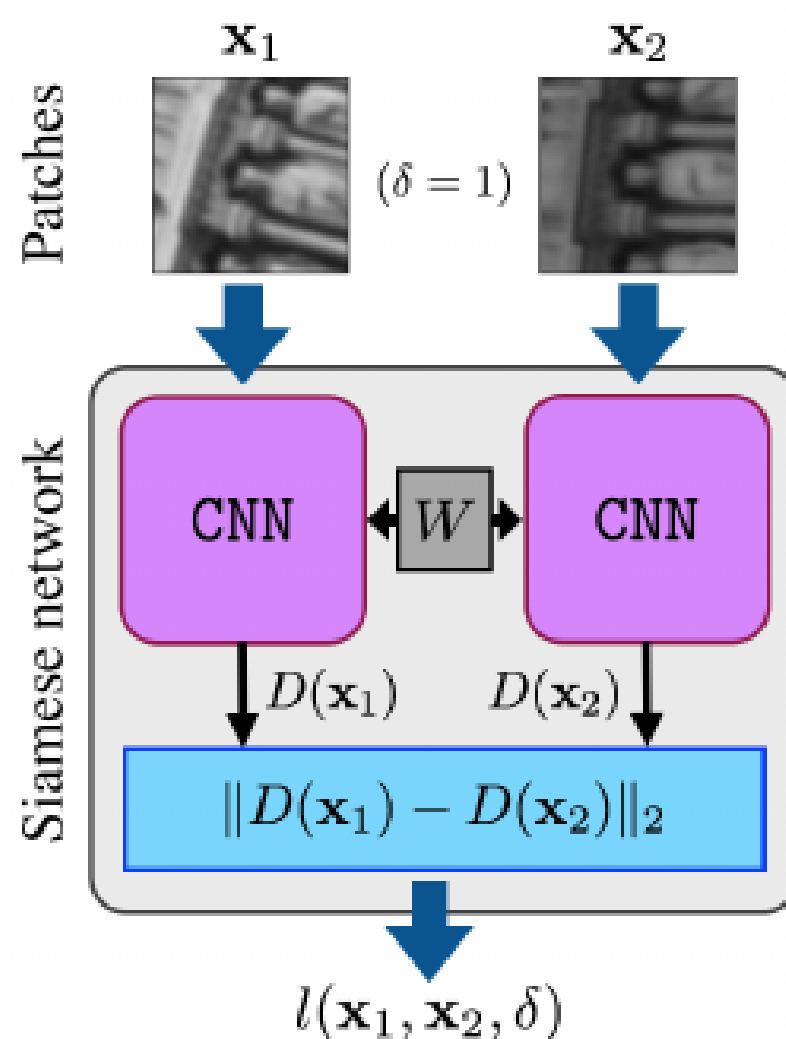 x₁ x₂
Patches
(δ = 1)
Siamese network
CNN W CNN
D(x₁) D(x₂)
‖D(x₁) − D(x₂)‖₂
l(x₁, x₂, δ)